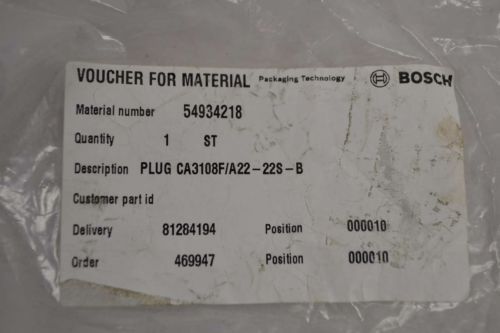 VOUCHER FOR MATERIAL Packaging Technology BOSCH
Material number 54934218
Quantity 1 ST
Description PLUG CA3108F/A22-22S-B
Customer part id
Delivery 81284194 Position 000010
Order 469947 Position 000010